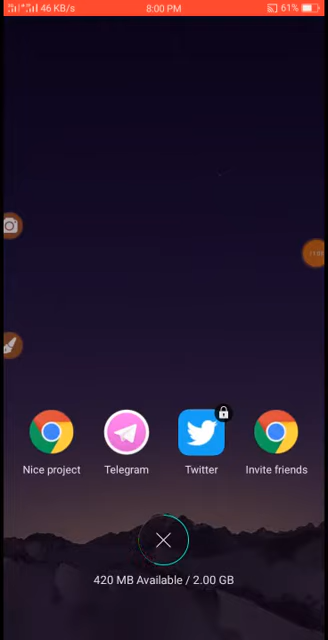 46 KB/s 8:00 PM 61%
Nice project Telegram Twitter Invite friends
420 MB Available / 2.00 GB